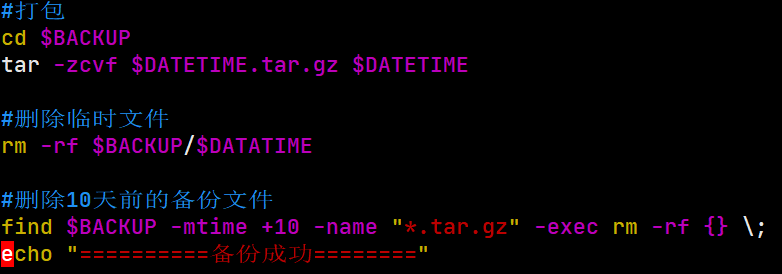 #打包
cd $BACKUP
tar -zcvf $DATETIME.tar.gz $DATETIME
#删除临时文件
rm -rf $BACKUP/$DATATIME
#删除10天前的备份文件
find $BACKUP -mtime +10 -name "*.tar.gz" -exec rm -rf {} \;
echo "==========备份成功========"